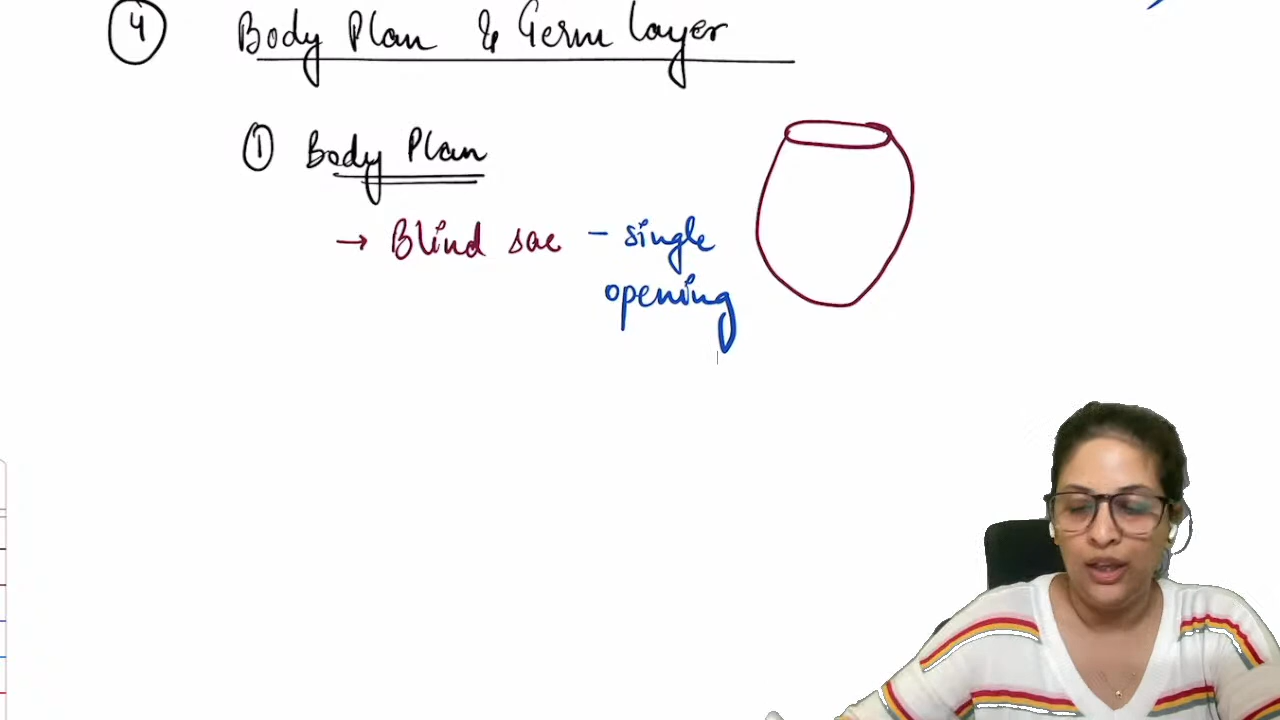 4 Body Plan & Germ layer
1 Body Plan
→ Blind sac – single
opening